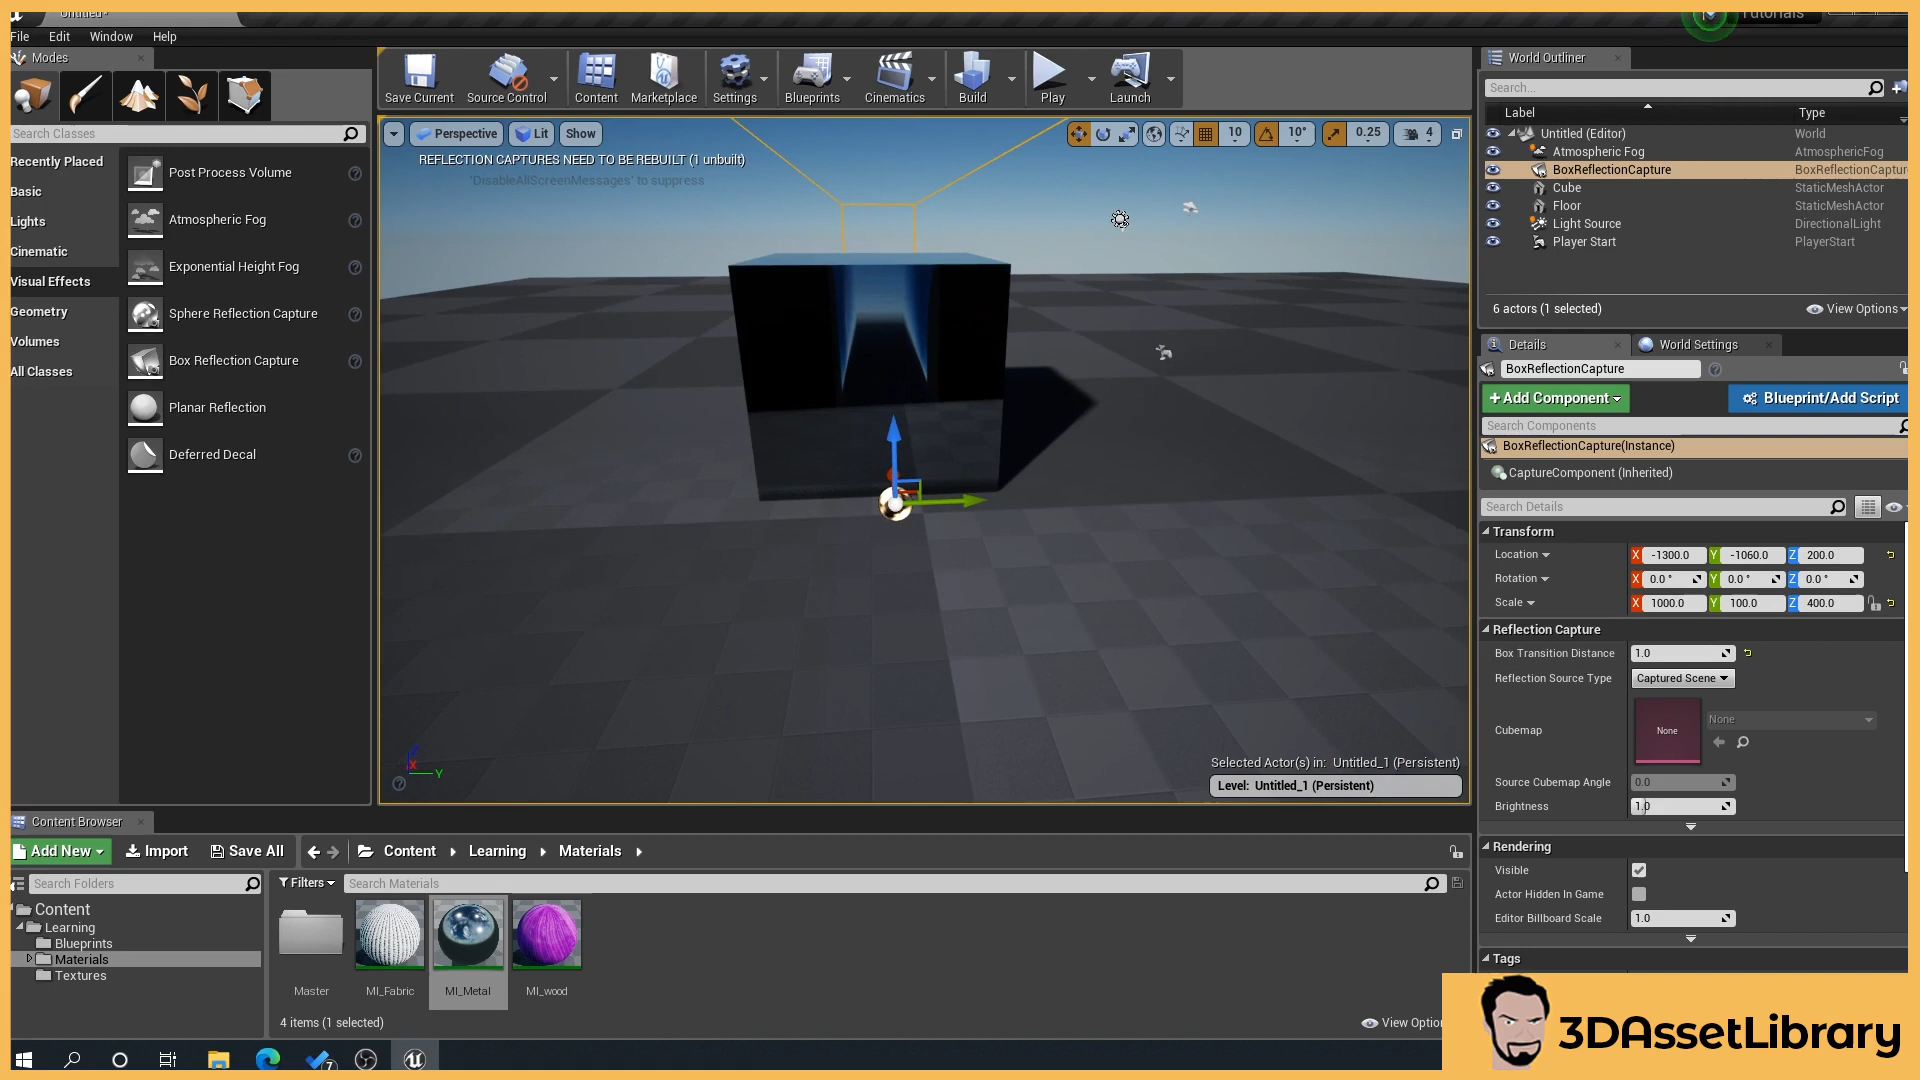 Untitled*
Tutorials
File Edit Window Help
Modes
Search Classes
Recently Placed
Basic
Lights
Cinematic
Visual Effects
Geometry
Volumes
All Classes
Post Process Volume
Atmospheric Fog
Exponential Height Fog
Sphere Reflection Capture
Box Reflection Capture
Planar Reflection
Deferred Decal
Save Current Source Control Content Marketplace Settings Blueprints Cinematics Build Play Launch
Perspective Lit Show 10 10° 0.25 4
REFLECTION CAPTURES NEED TO BE REBUILT (1 unbuilt)
'DisableAllScreenMessages' to suppress
Z
X
Y
Selected Actor(s) in: Untitled_1 (Persistent)
Level: Untitled_1 (Persistent)
World Outliner
Search...
Label Type
Untitled (Editor) World
Atmospheric Fog AtmosphericFog
BoxReflectionCapture BoxReflectionCaptur
Cube StaticMeshActor
Floor StaticMeshActor
Light Source DirectionalLight
Player Start PlayerStart
6 actors (1 selected) View Options
Details World Settings
BoxReflectionCapture
+Add Component Blueprint/Add Script
Search Components
BoxReflectionCapture(Instance)
CaptureComponent (Inherited)
Search Details
Transform
Location X -1300.0 Y -1060.0 Z 200.0
Rotation X 0.0 ° Y 0.0 ° Z 0.0 °
Scale X 1000.0 Y 100.0 Z 400.0
Reflection Capture
Box Transition Distance 1.0
Reflection Source Type Captured Scene
Cubemap None None
Source Cubemap Angle 0.0
Brightness 1.0
Rendering
Visible
Actor Hidden In Game
Editor Billboard Scale 1.0
Tags
Content Browser
Add New Import Save All Content Learning Materials
Search Folders
Filters Search Materials
Content
Learning
Blueprints
Materials
Textures
Master MI_Fabric MI_Metal MI_wood
4 items (1 selected) View Optio
7
3DAssetLibrary